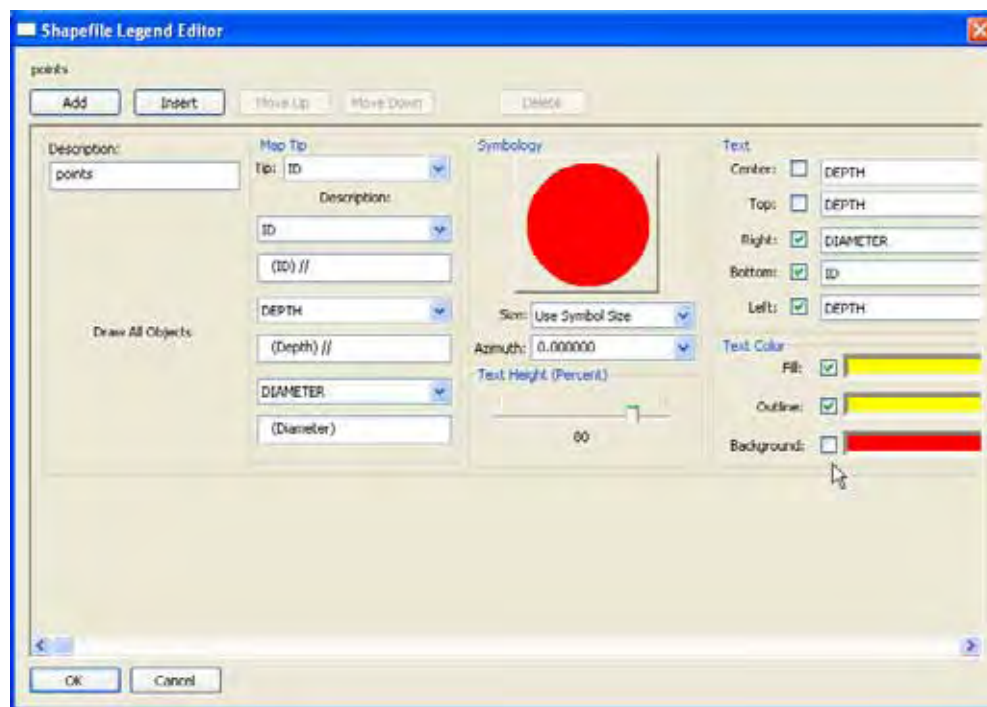 Shapefile Legend Editor
points
Add Insert Move Up Move Down Delete
Description:
points
Draw All Objects
Map Tip
Tip: ID
Description:
ID
(ID) //
DEPTH
(Depth) //
DIAMETER
(Diameter)
Symbology
Size: Use Symbol Size
Azimuth: 0.000000
Text Height (Percent)
80
Text
Center: DEPTH
Top: DEPTH
Right: DIAMETER
Bottom: ID
Left: DEPTH
Text Color
Fill:
Outline:
Background:
OK Cancel